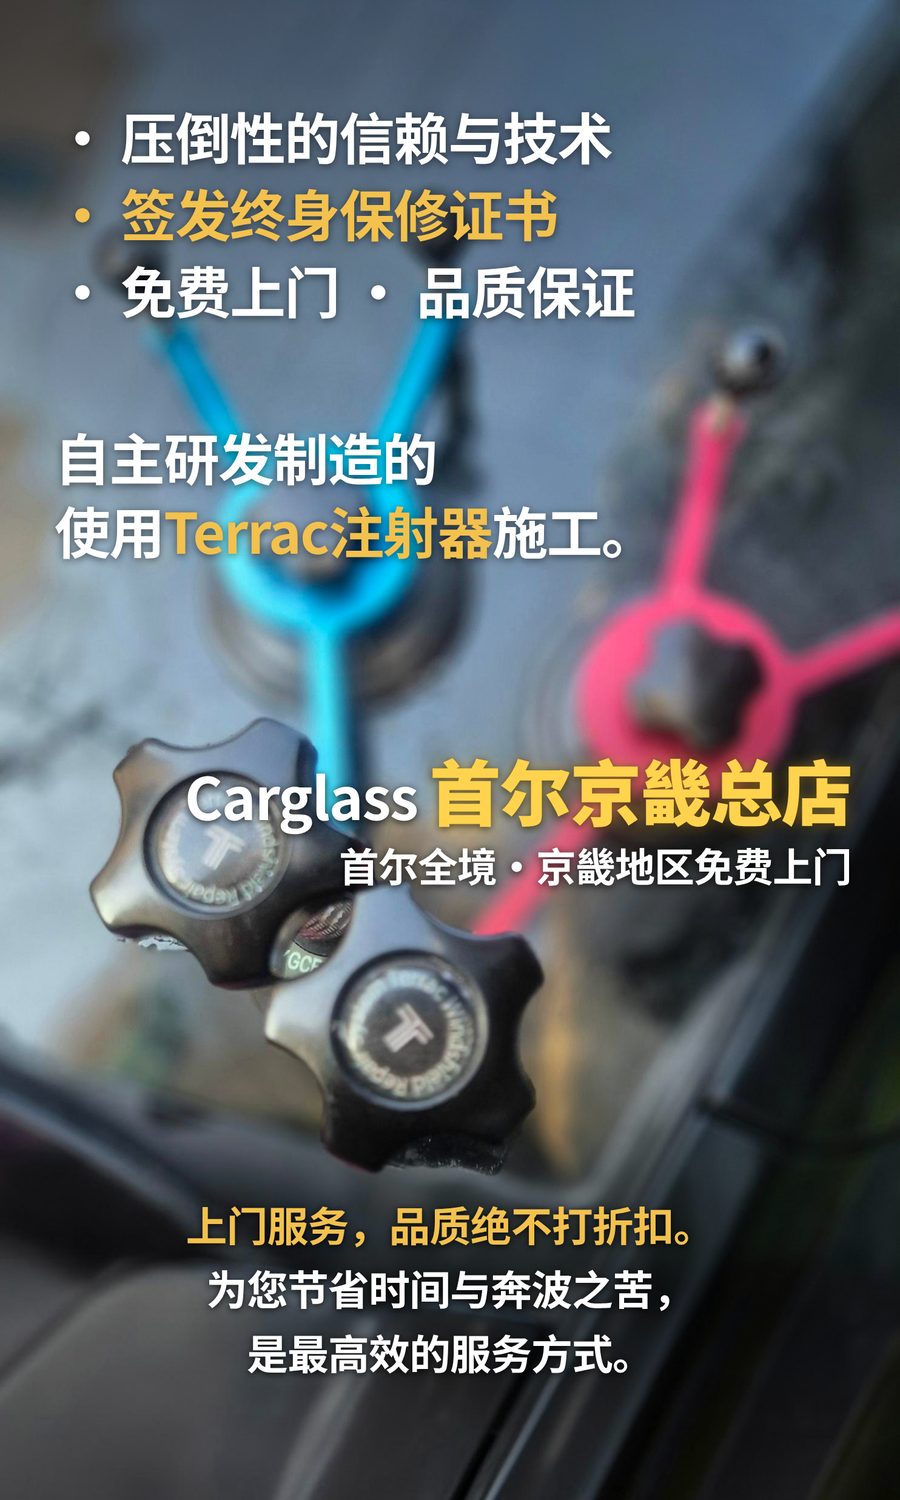 • 压倒性的信赖与技术
• 签发终身保修证书
• 免费上门 • 品质保证
自主研发制造的
使用Terrac注射器施工。
Carglass 首尔京畿总店
首尔全境·京畿地区免费上门
上门服务，品质绝不打折扣。
为您节省时间与奔波之苦，
是最高效的服务方式。